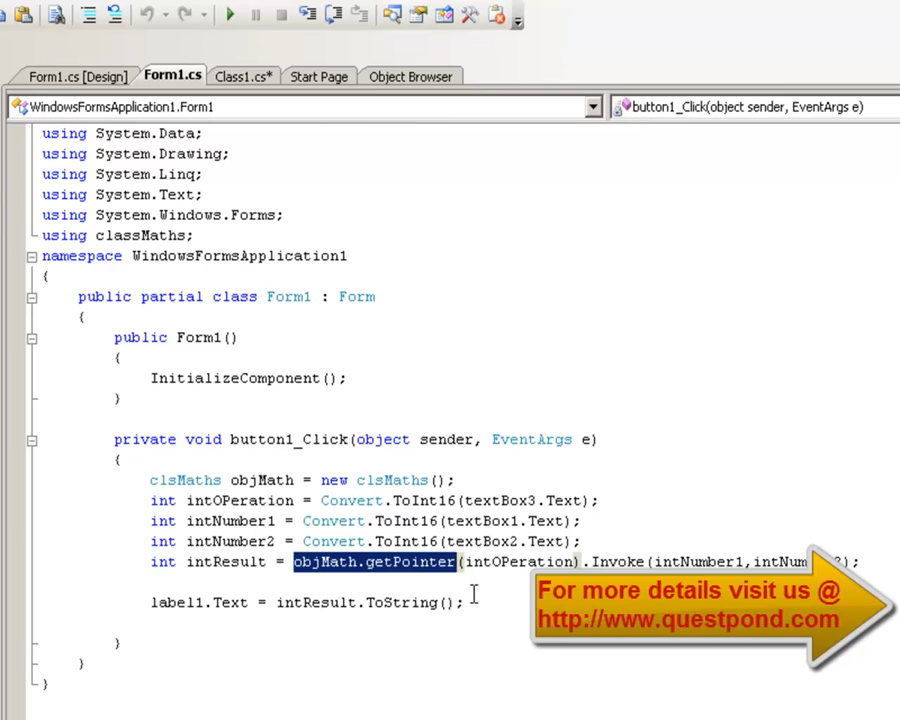 Form1.cs [Design]
Form1.cs
Class1.cs*
Start Page
Object Browser
WindowsFormsApplication1.Form1
button1_Click(object sender, EventArgs e)
using System.Data;
using System.Drawing;
using System.Linq;
using System.Text;
using System.Windows.Forms;
using classMaths;
namespace WindowsFormsApplication1
{
public partial class Form1 : Form
{
public Form1()
{
InitializeComponent();
}
private void button1_Click(object sender, EventArgs e)
{
clsMaths objMath = new clsMaths();
int intOPeration = Convert.ToInt16(textBox3.Text);
int intNumber1 = Convert.ToInt16(textBox1.Text);
int intNumber2 = Convert.ToInt16(textBox2.Text);
int intResult = objMath.getPointer(intOPeration).Invoke(intNumber1,intNum 2);
label1.Text = intResult.ToString();
}
}
}
For more details visit us @
http://www.questpond.com